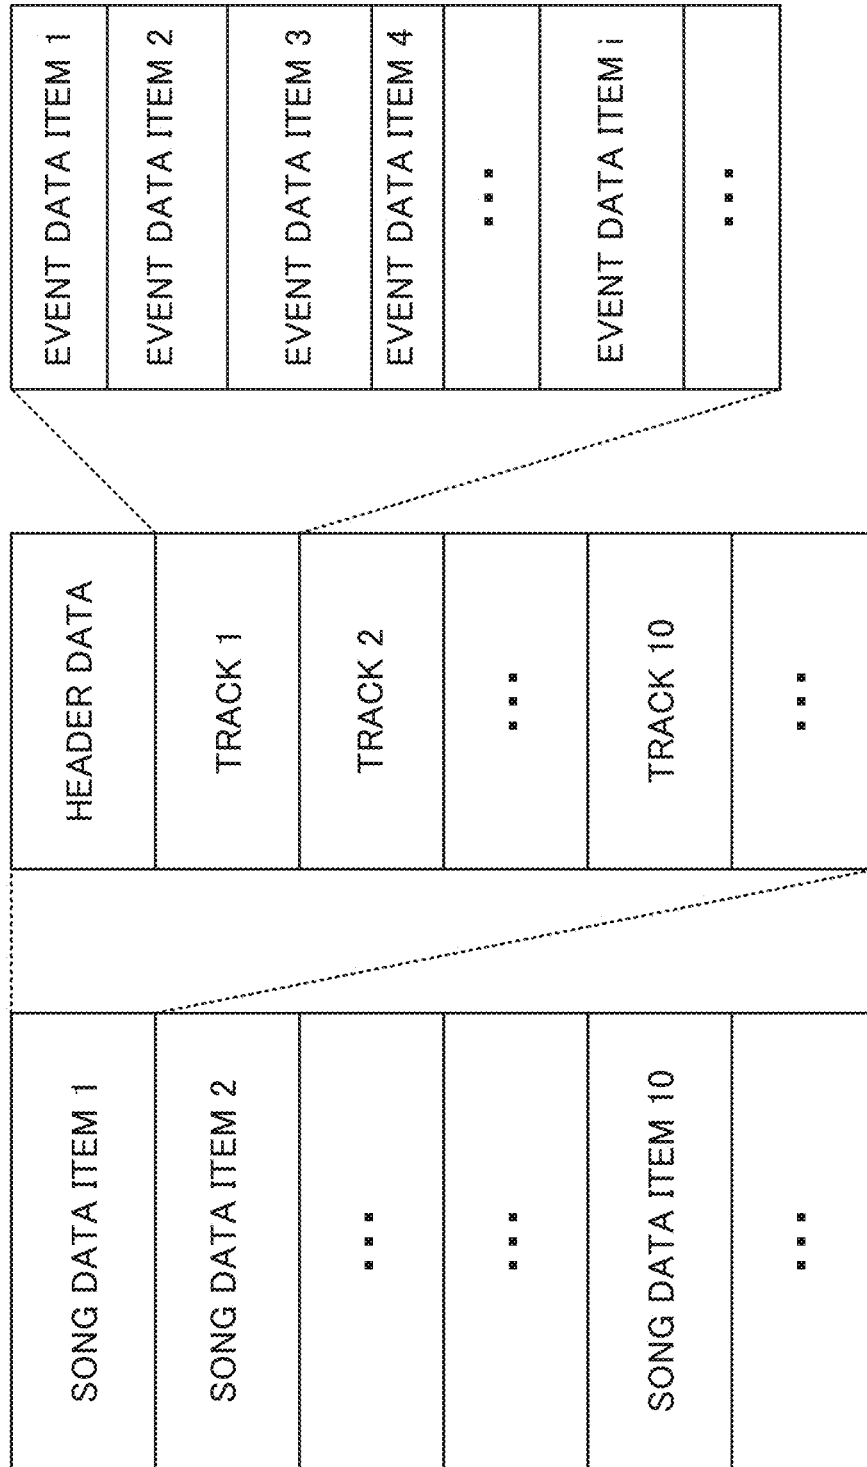 SONG DATA ITEM 1
SONG DATA ITEM 2
...
...
SONG DATA ITEM 10
...
HEADER DATA
TRACK 1
TRACK 2
...
TRACK 10
...
EVENT DATA ITEM 1
EVENT DATA ITEM 2
EVENT DATA ITEM 3
EVENT DATA ITEM 4
...
EVENT DATA ITEM i
...